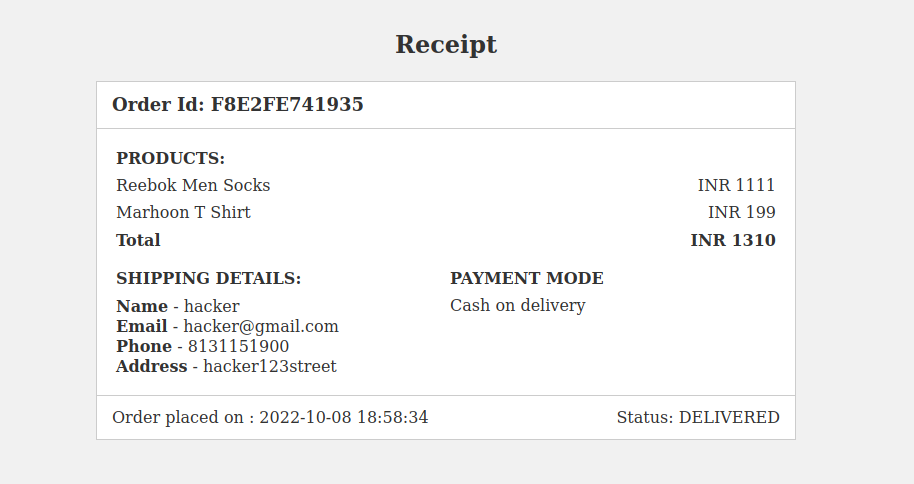 Receipt
Order Id: F8E2FE741935
PRODUCTS:
Reebok Men Socks INR 1111
Marhoon T Shirt INR 199
Total INR 1310
SHIPPING DETAILS:
Name - hacker
Email - hacker@gmail.com
Phone - 8131151900
Address - hacker123street
PAYMENT MODE
Cash on delivery
Order placed on : 2022-10-08 18:58:34 Status: DELIVERED